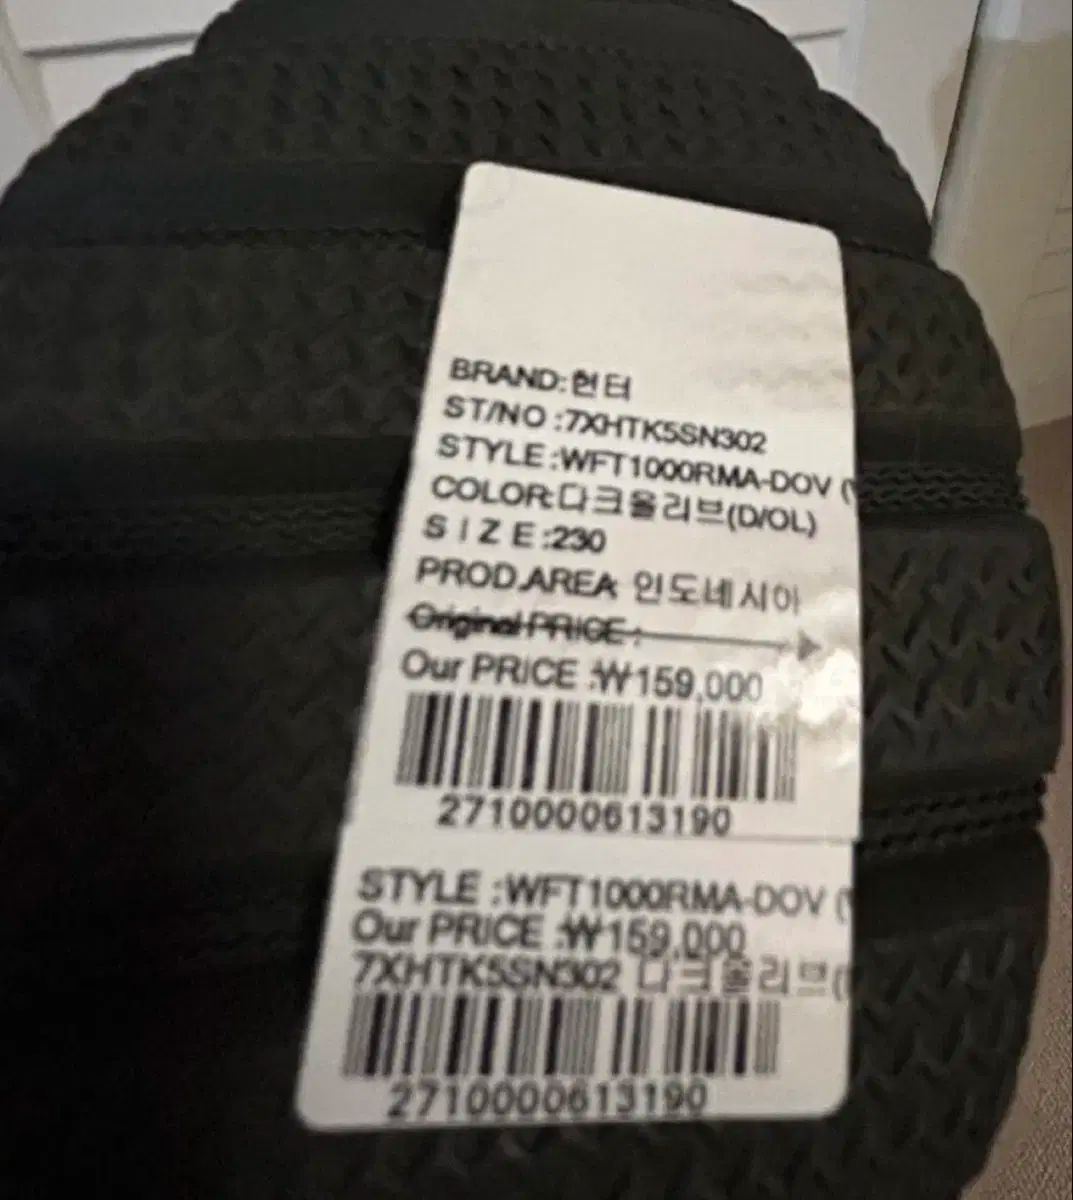 BRAND:헌터
ST/NO :7XHTK5SN302
STYLE :WFT1000RMA-DOV (
COLOR:다크올리브(D/OL)
S I Z E :230
PROD.AREA: 인도네시아
Original PRICE :
Our PRICE :₩159,000
2710000613190
STYLE :WFT1000RMA-DOV (
Our PRICE :₩159,000
7XHTK5SN302 다크올리브(
2710000613190